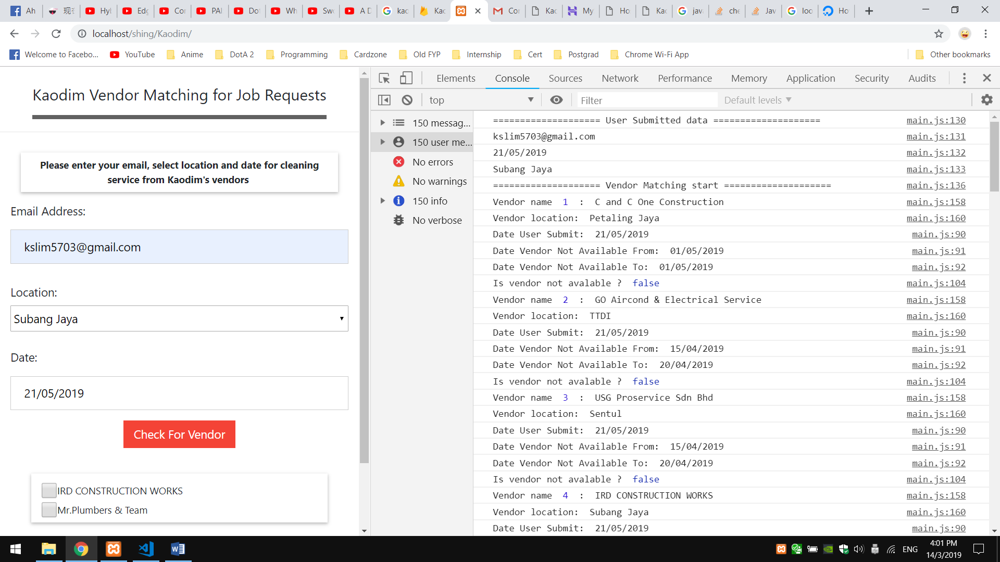 Ah
现在
Hyb
Edg
Cor
PAI
Dot
Wh
Swo
A D
kao
Kac
Cor
Kac
My
Ho
Kac
java
che
Jav
loo
Ho
localhost/shing/Kaodim/
Welcome to Facebo...
YouTube
Anime
DotA 2
Programming
Cardzone
Old FYP
Internship
Cert
Postgrad
Chrome Wi-Fi App
Other bookmarks
Kaodim Vendor Matching for Job Requests
Please enter your email, select location and date for cleaning
service from Kaodim's vendors
Email Address:
kslim5703@gmail.com
Location:
Subang Jaya
Date:
21/05/2019
Check For Vendor
IRD CONSTRUCTION WORKS
Mr.Plumbers & Team
Elements
Console
Sources
Network
Performance
Memory
Application
Security
Audits
top
Filter
Default levels
150 messag...
150 user me...
No errors
No warnings
150 info
No verbose
==================== User Submitted data ==================== main.js:130
kslim5703@gmail.com main.js:131
21/05/2019 main.js:132
Subang Jaya main.js:133
==================== Vendor Matching start ==================== main.js:136
Vendor name 1 : C and C One Construction main.js:158
Vendor location: Petaling Jaya main.js:160
Date User Submit: 21/05/2019 main.js:90
Date Vendor Not Available From: 01/05/2019 main.js:91
Date Vendor Not Available To: 01/05/2019 main.js:92
Is vendor not avalable ? false main.js:104
Vendor name 2 : GO Aircond & Electrical Service main.js:158
Vendor location: TTDI main.js:160
Date User Submit: 21/05/2019 main.js:90
Date Vendor Not Available From: 15/04/2019 main.js:91
Date Vendor Not Available To: 20/04/2019 main.js:92
Is vendor not avalable ? false main.js:104
Vendor name 3 : USG Proservice Sdn Bhd main.js:158
Vendor location: Sentul main.js:160
Date User Submit: 21/05/2019 main.js:90
Date Vendor Not Available From: 15/04/2019 main.js:91
Date Vendor Not Available To: 20/04/2019 main.js:92
Is vendor not avalable ? false main.js:104
Vendor name 4 : IRD CONSTRUCTION WORKS main.js:158
Vendor location: Subang Jaya main.js:160
Date User Submit: 21/05/2019 main.js:90
ENG
4:01 PM
14/3/2019